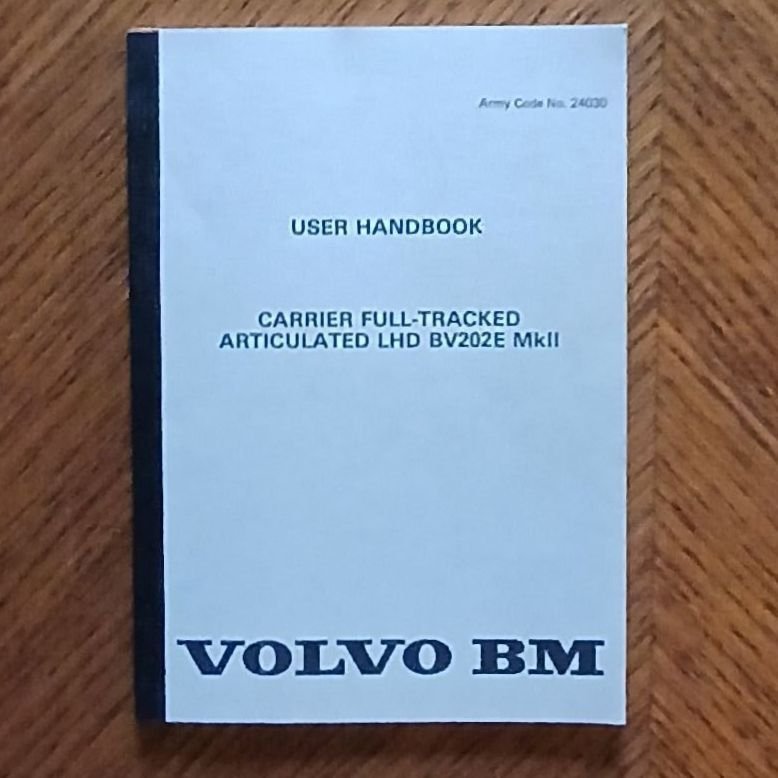 Army Code No. 24030
USER HANDBOOK
CARRIER FULL-TRACKED
ARTICULATED LHD BV202E MkII
VOLVO BM